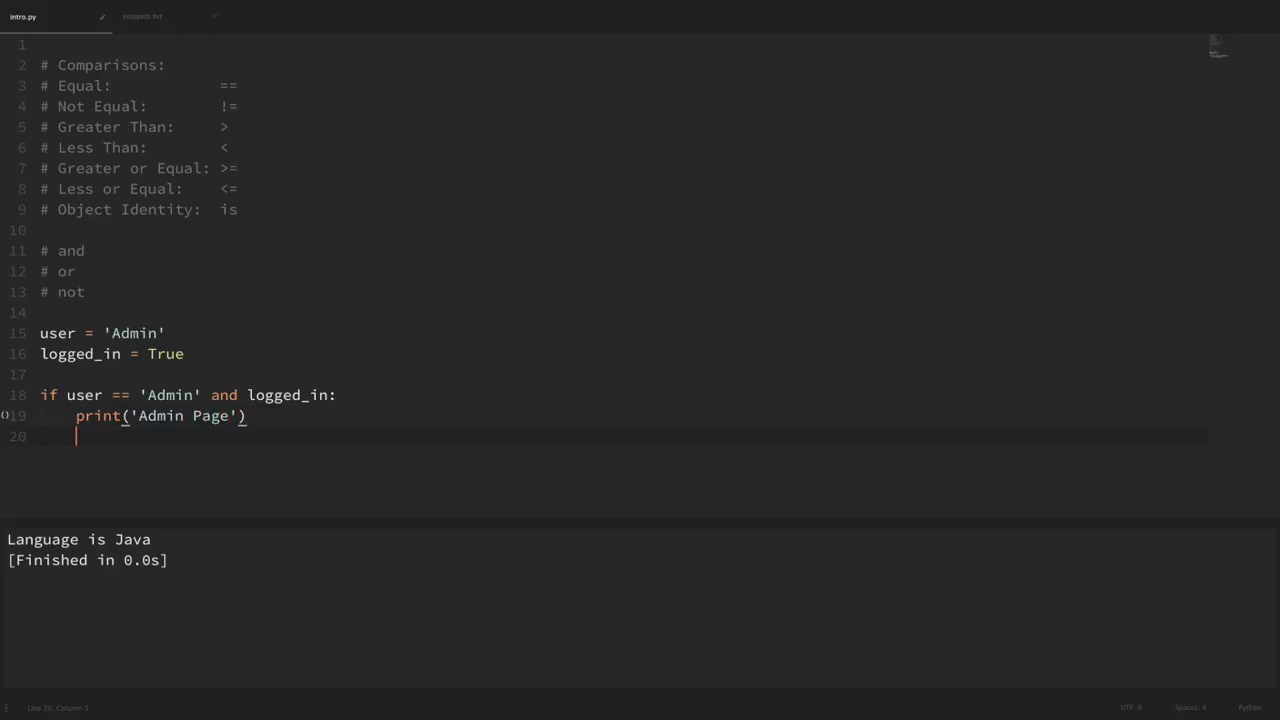 intro.py
snippets.txt
1
2 # Comparisons:
3 # Equal: ==
4 # Not Equal: !=
5 # Greater Than: >
6 # Less Than: <
7 # Greater or Equal: >=
8 # Less or Equal: <=
9 # Object Identity: is
10
11 # and
12 # or
13 # not
14
15 user = 'Admin'
16 logged_in = True
17
18 if user == 'Admin' and logged_in:
19 print('Admin Page')
20
Language is Java
[Finished in 0.0s]
Line 20, Column 5
UTF-8
Spaces: 4
Python